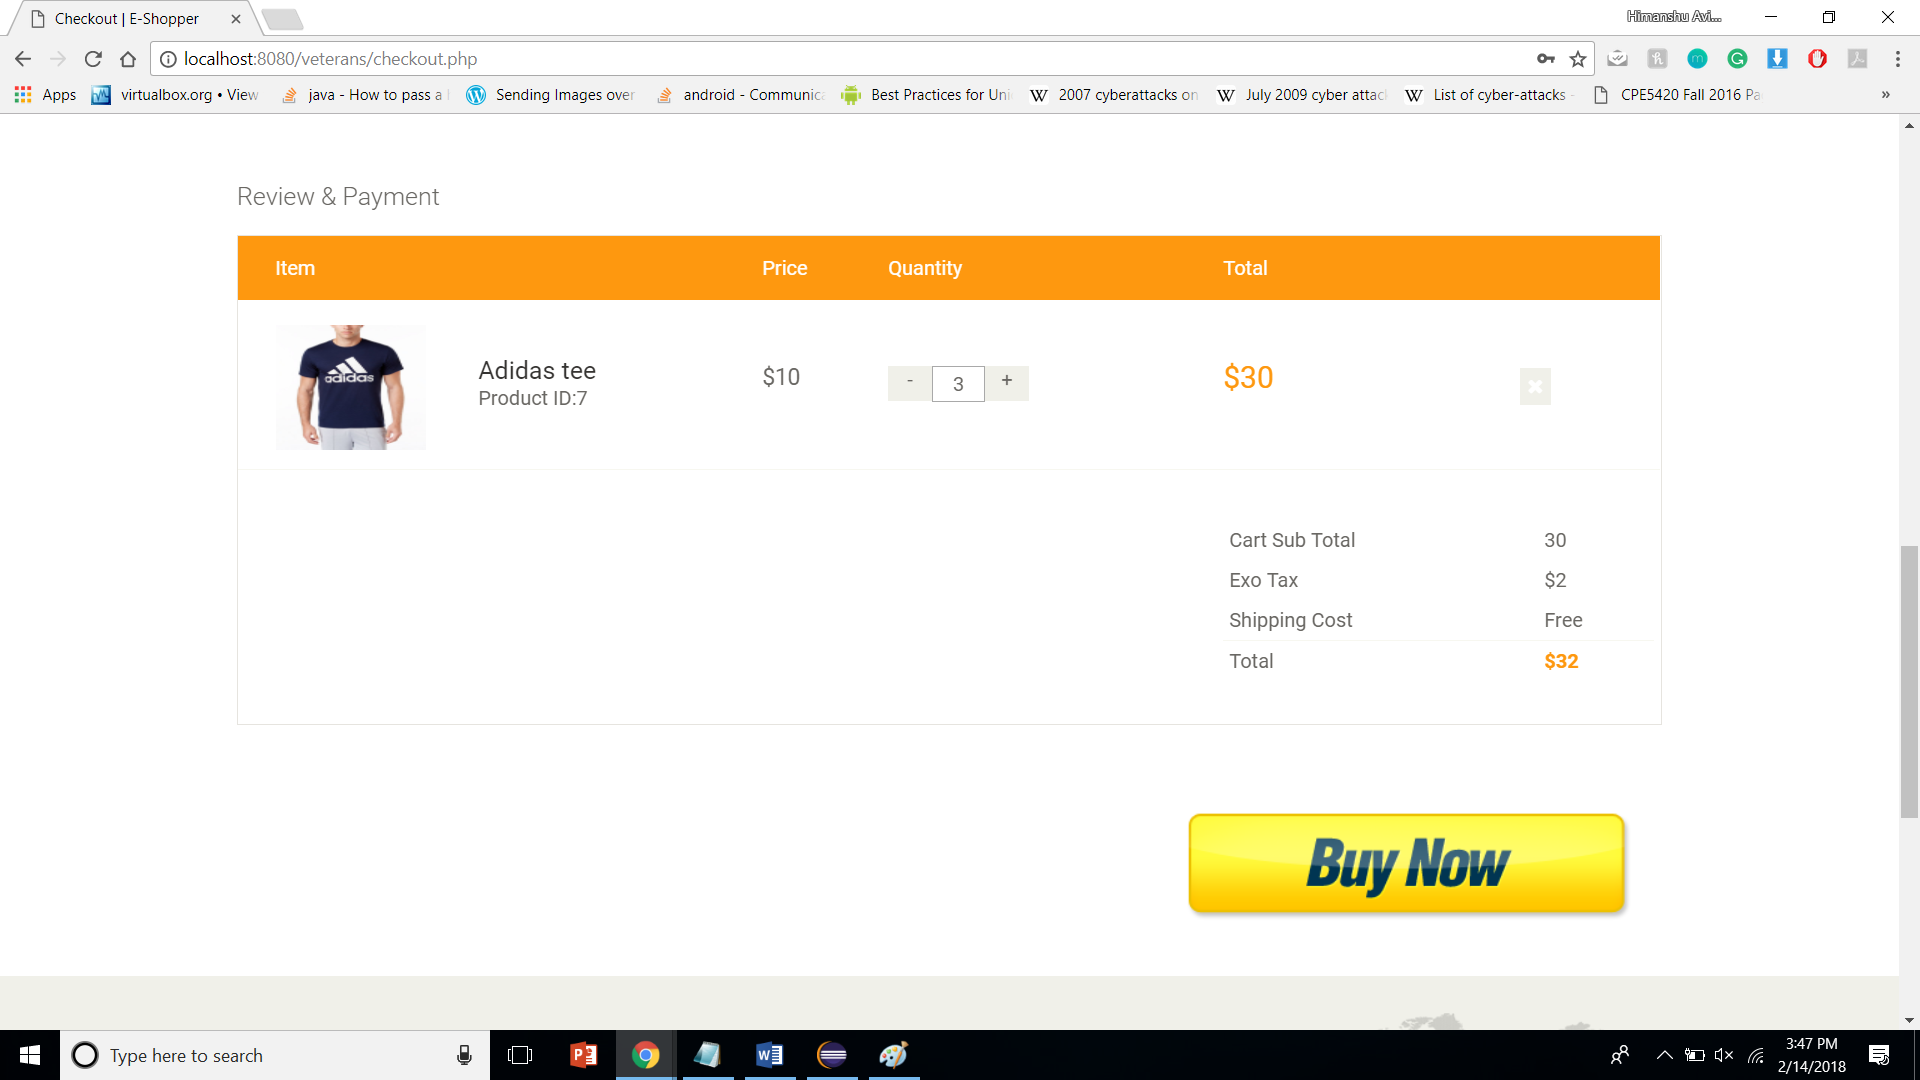 Checkout | E-Shopper
Himanshu Avi...
localhost:8080/veterans/checkout.php
Apps virtualbox.org • View java - How to pass a Sending Images over android - Communica Best Practices for Uni 2007 cyberattacks on July 2009 cyber attac List of cyber-attacks - CPE5420 Fall 2016 Pa »
Review & Payment
Item Price Quantity Total
adidas
Adidas tee
Product ID:7
$10
- 3 +
$30
Cart Sub Total 30
Exo Tax $2
Shipping Cost Free
Total $32
Buy Now
Type here to search
3:47 PM
2/14/2018